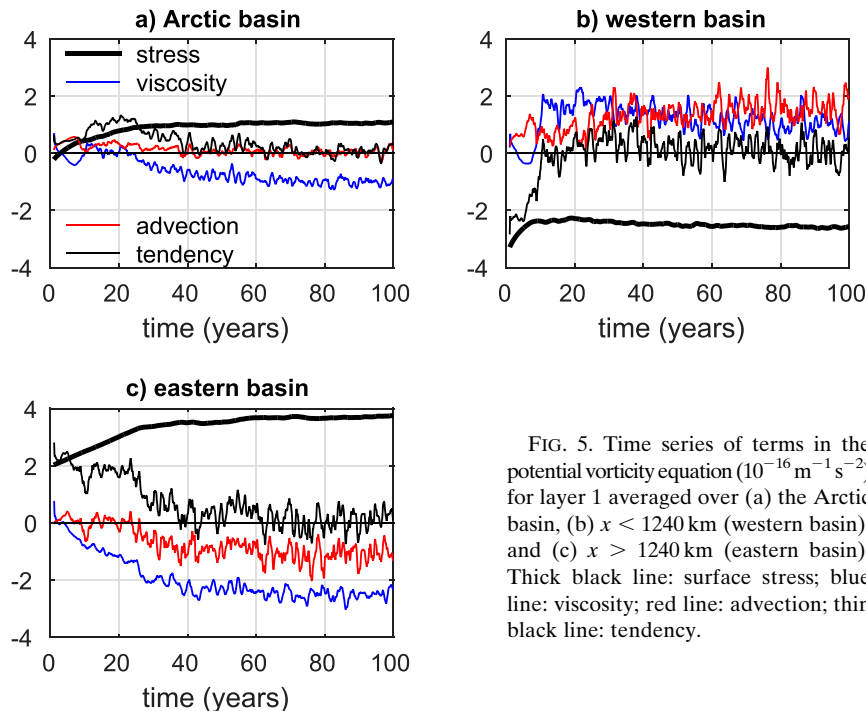 a) Arctic basin
4
2
0
-2
-4
stress
viscosity
advection
tendency
0 20 40 60 80 100
time (years)
b) western basin
4
2
0
-2
-4
0 20 40 60 80 100
time (years)
c) eastern basin
4
2
0
-2
-4
0 20 40 60 80 100
time (years)
FIG. 5. Time series of terms in the
potential vorticity equation (10⁻¹⁶ m⁻¹ s⁻²)
for layer 1 averaged over (a) the Arctic
basin, (b) x < 1240 km (western basin)
and (c) x > 1240 km (eastern basin)
Thick black line: surface stress; blue
line: viscosity; red line: advection; thin
black line: tendency.